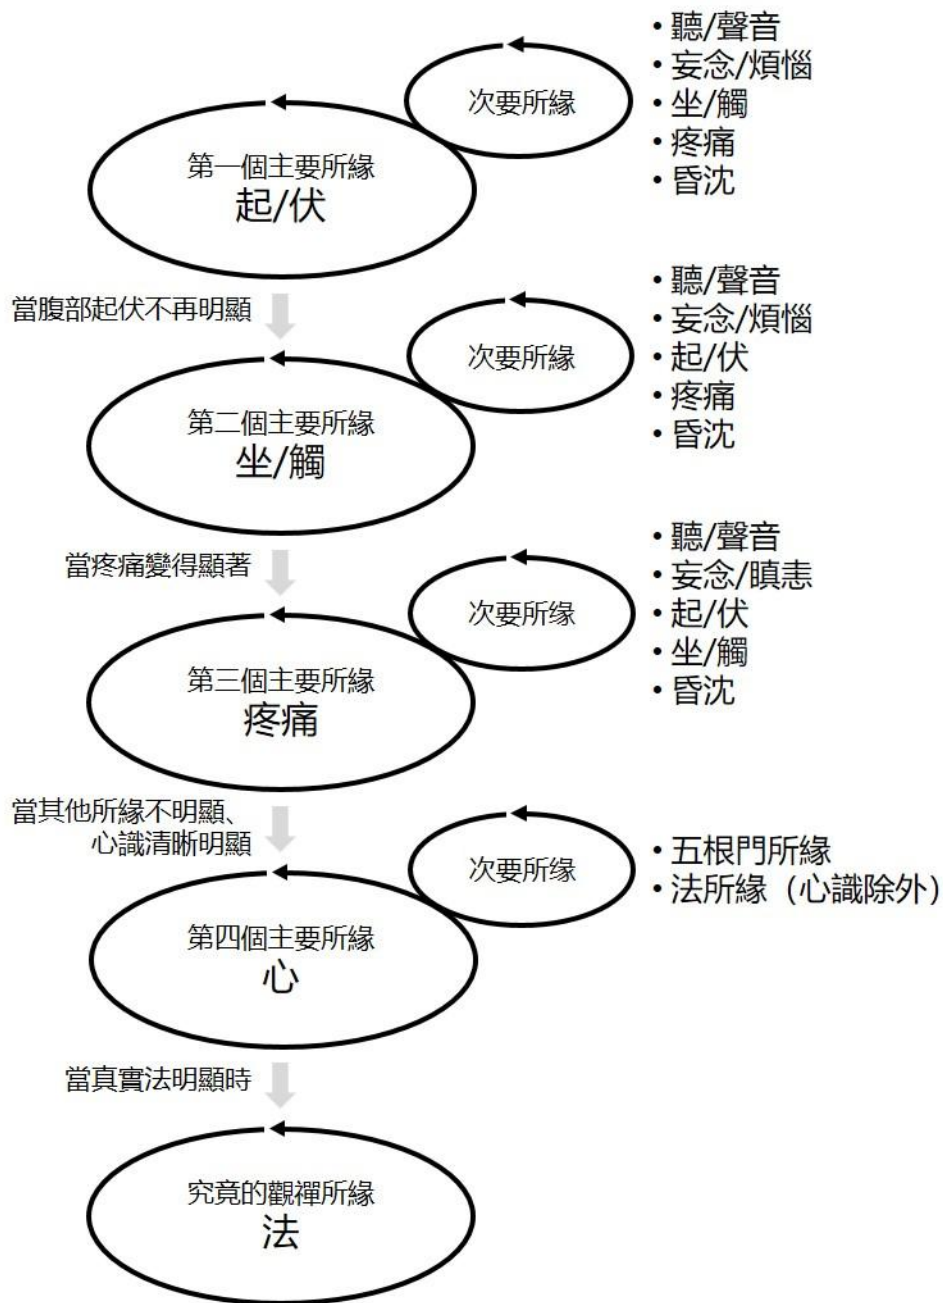 次要所緣
• 聽/聲音
• 妄念/煩惱
• 坐/觸
• 疼痛
• 昏沈
第一個主要所緣
起/伏
當腹部起伏不再明顯
次要所緣
• 聽/聲音
• 妄念/煩惱
• 起/伏
• 疼痛
• 昏沈
第二個主要所緣
坐/觸
當疼痛變得顯著
次要所缘
• 聽/聲音
• 妄念/瞋恚
• 起/伏
• 坐/觸
• 昏沈
第三個主要所緣
疼痛
當其他所緣不明顯、
心識清晰明顯
次要所缘
• 五根門所緣
• 法所緣（心識除外）
第四個主要所緣
心
當真實法明顯時
究竟的觀禪所緣
法